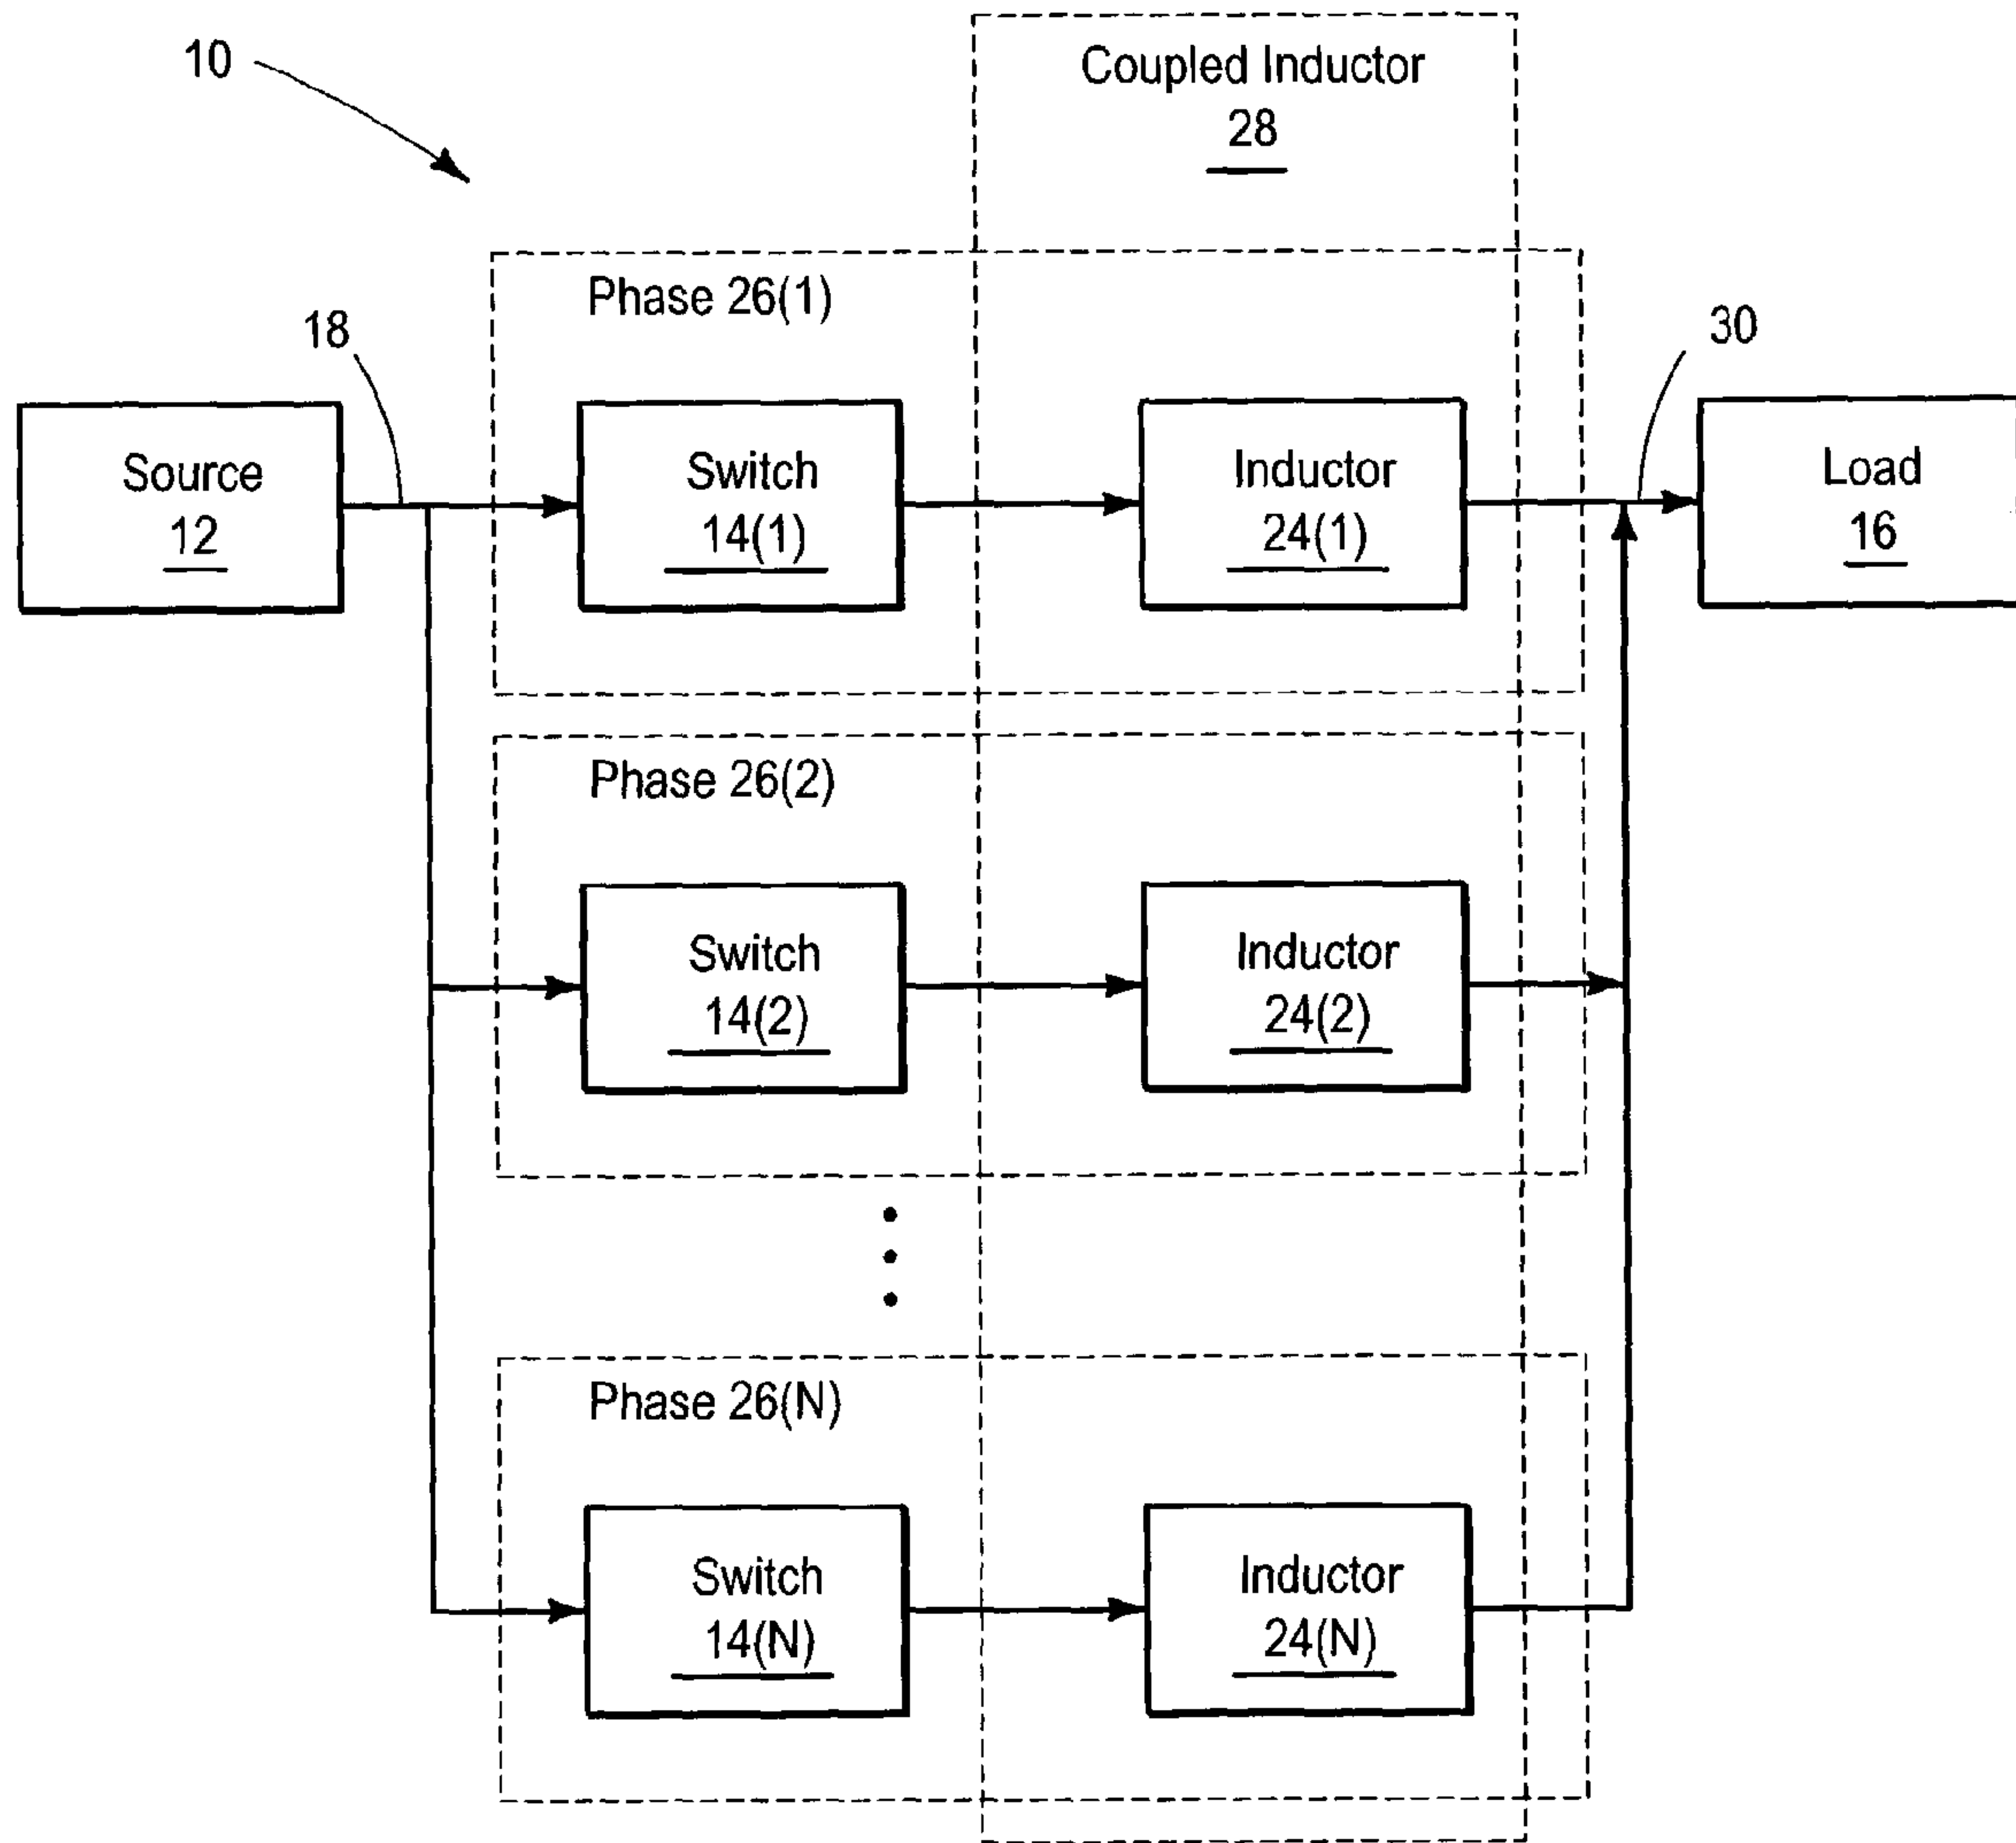 10
Coupled Inductor
28
Phase 26(1)
18
30
Source
12
Switch
14(1)
Inductor
24(1)
Load
16
Phase 26(2)
Switch
14(2)
Inductor
24(2)
Phase 26(N)
Switch
14(N)
Inductor
24(N)